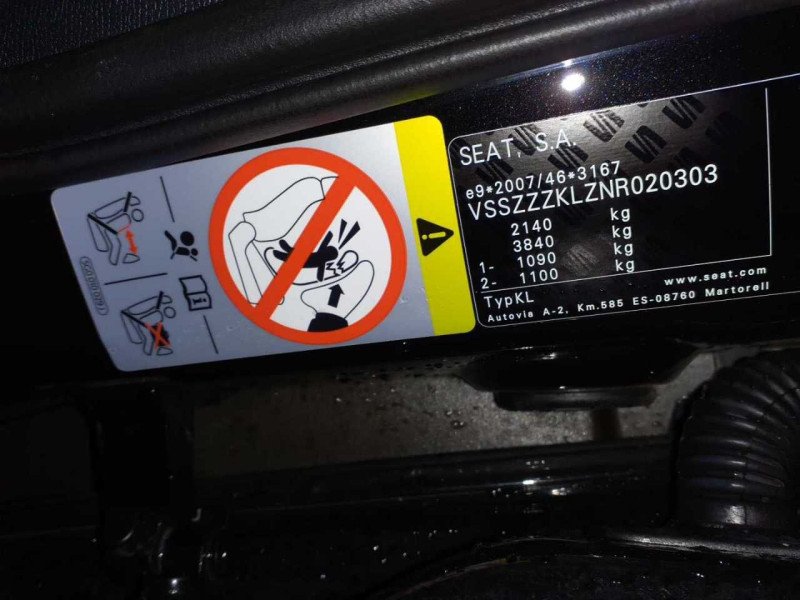 SEAT, S.A.
e9*2007/46*3167
VSSZZZKLZNR020303
2140 kg
3840 kg
1- 1090 kg
2- 1100 kg
www.seat.com
TypKL
Autovia A-2, Km.585 ES-08760 Martorell